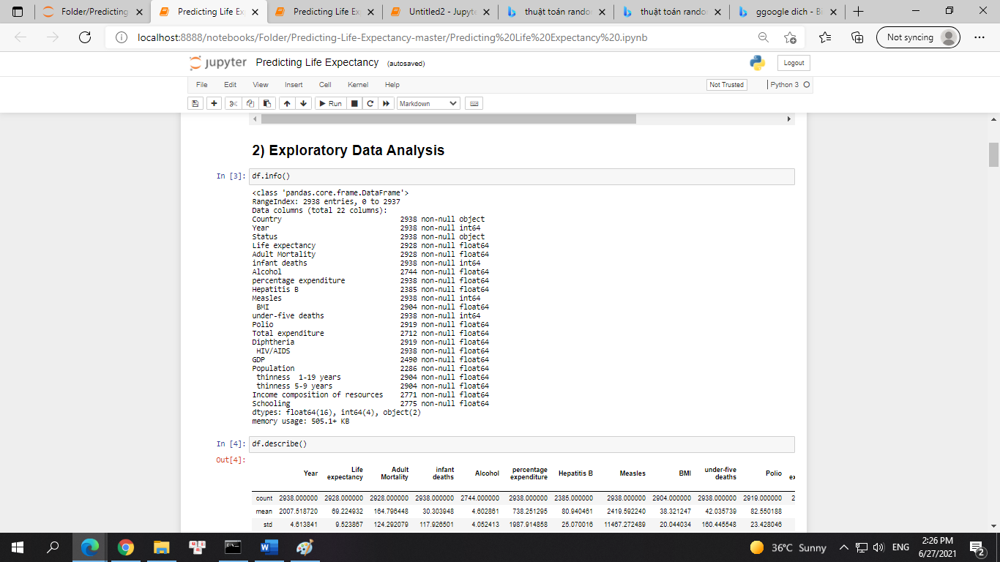 Folder/Predicting
Predicting Life Ex
Predicting Life Ex
Untitled2 - Jupyte
thuật toán rando
thuật toán rando
ggoogle dich - Bi
localhost:8888/notebooks/Folder/Predicting-Life-Expectancy-master/Predicting%20Life%20Expectancy%20.ipynb
Not syncing
jupyter Predicting Life Expectancy (autosaved)
Logout
File Edit View Insert Cell Kernel Help
Not Trusted
Python 3
Run
Markdown
2) Exploratory Data Analysis
In [3]: df.info()
<class 'pandas.core.frame.DataFrame'>
RangeIndex: 2938 entries, 0 to 2937
Data columns (total 22 columns):
Country 2938 non-null object
Year 2938 non-null int64
Status 2938 non-null object
Life expectancy 2928 non-null float64
Adult Mortality 2928 non-null float64
infant deaths 2938 non-null int64
Alcohol 2744 non-null float64
percentage expenditure 2938 non-null float64
Hepatitis B 2385 non-null float64
Measles 2938 non-null int64
BMI 2904 non-null float64
under-five deaths 2938 non-null int64
Polio 2919 non-null float64
Total expenditure 2712 non-null float64
Diphtheria 2919 non-null float64
HIV/AIDS 2938 non-null float64
GDP 2490 non-null float64
Population 2286 non-null float64
thinness 1-19 years 2904 non-null float64
thinness 5-9 years 2904 non-null float64
Income composition of resources 2771 non-null float64
Schooling 2775 non-null float64
dtypes: float64(16), int64(4), object(2)
memory usage: 505.1+ KB
In [4]: df.describe()
Out[4]:
Year Life expectancy Adult Mortality infant deaths Alcohol percentage expenditure Hepatitis B Measles BMI under-five deaths Polio ex
count 2938.000000 2928.000000 2928.000000 2938.000000 2744.000000 2938.000000 2385.000000 2938.000000 2904.000000 2938.000000 2919.000000 2
mean 2007.518720 69.224932 164.796448 30.303948 4.602861 738.251295 80.940461 2419.592240 38.321247 42.035739 82.550188
std 4.613841 9.523867 124.292079 117.926501 4.052413 1987.914858 25.070016 11467.272489 20.044034 160.445548 23.428046
36°C Sunny
ENG
2:26 PM
6/27/2021
2